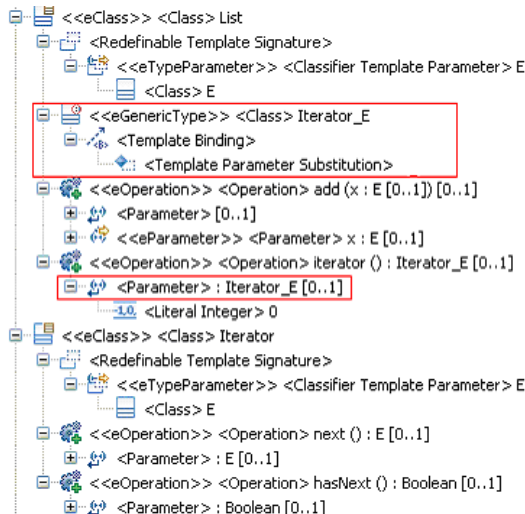 <<eClass>> <Class> List
<Redefinable Template Signature>
<<eTypeParameter>> <Classifier Template Parameter> E
<Class> E
<<eGenericType>> <Class> Iterator_E
<Template Binding>
<Template Parameter Substitution>
<<eOperation>> <Operation> add (x : E [0..1]) [0..1]
<Parameter> [0..1]
<<eParameter>> <Parameter> x : E [0..1]
<<eOperation>> <Operation> iterator () : Iterator_E [0..1]
<Parameter> : Iterator_E [0..1]
1,0, <Literal Integer> 0
<<eClass>> <Class> Iterator
<Redefinable Template Signature>
<<eTypeParameter>> <Classifier Template Parameter> E
<Class> E
<<eOperation>> <Operation> next () : E [0..1]
<Parameter> : E [0..1]
<<eOperation>> <Operation> hasNext () : Boolean [0..1]
<Parameter> : Boolean [0..1]